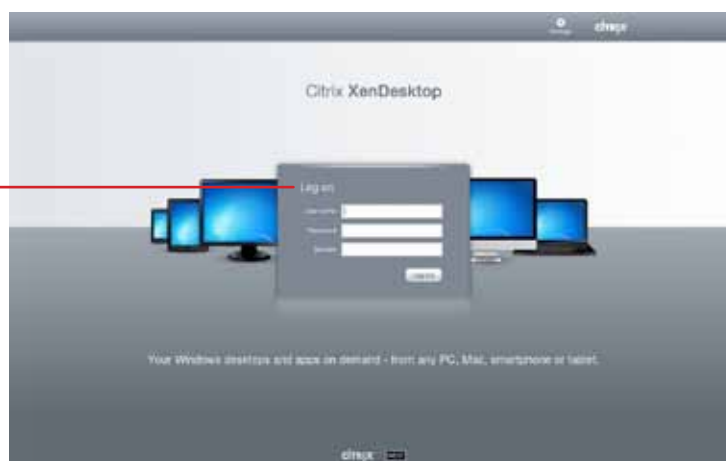 citrix
Citrix XenDesktop
Log on
User name:
Password:
Domain:
Log On
Your Windows desktops and apps on demand - from any PC, Mac, smartphone or tablet.
citrix